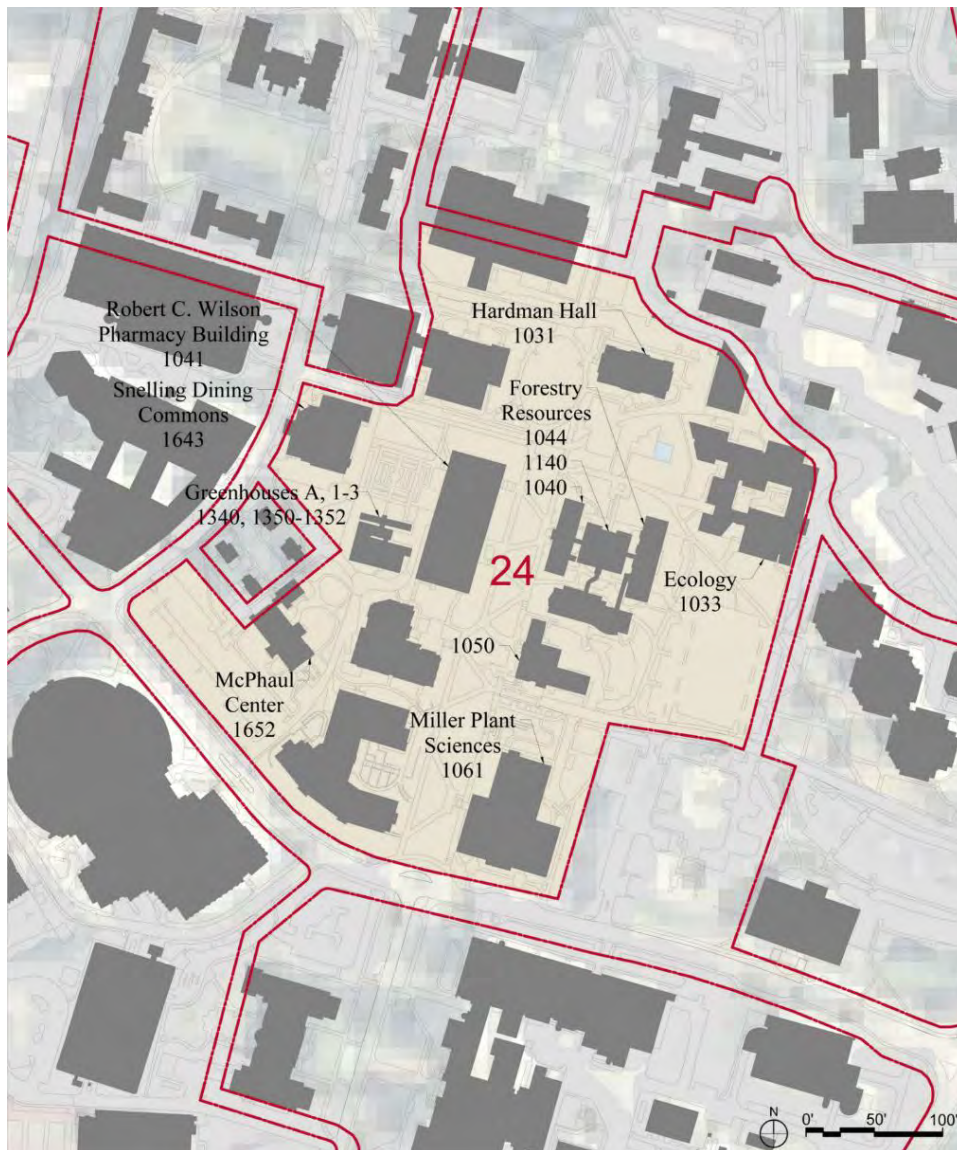 Robert C. Wilson
Pharmacy Building
1041
Hardman Hall
1031
Snelling Dining
Commons
1643
Forestry
Resources
1044
1140
1040
Greenhouses A, 1-3
1340, 1350-1352
24
Ecology
1033
1050
McPhaul
Center
1652
Miller Plant
Sciences
1061
N
0'
50'
100'